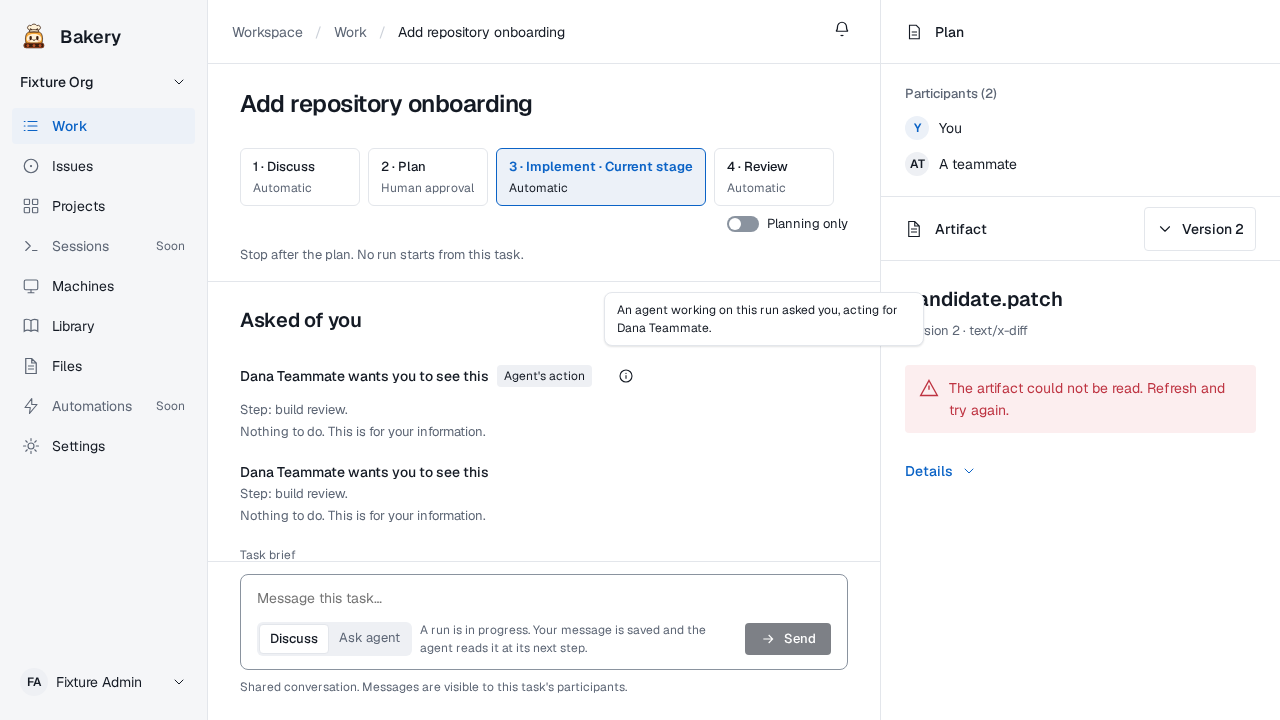 Bakery
Fixture Org
Work
Issues
Projects
Sessions Soon
Machines
Library
Files
Automations Soon
Settings
FA Fixture Admin
Workspace / Work / Add repository onboarding
Add repository onboarding
1 · Discuss
Automatic
2 · Plan
Human approval
3 · Implement · Current stage
Automatic
4 · Review
Automatic
Planning only
Stop after the plan. No run starts from this task.
Asked of you
An agent working on this run asked you, acting for
Dana Teammate.
Dana Teammate wants you to see this Agent's action
Step: build review.
Nothing to do. This is for your information.
Dana Teammate wants you to see this
Step: build review.
Nothing to do. This is for your information.
Task brief
Message this task...
Discuss Ask agent
A run is in progress. Your message is saved and the
agent reads it at its next step.
Send
Shared conversation. Messages are visible to this task's participants.
Plan
Participants (2)
Y You
AT A teammate
Artifact
Version 2
andidate.patch
sion 2 · text/x-diff
The artifact could not be read. Refresh and
try again.
Details